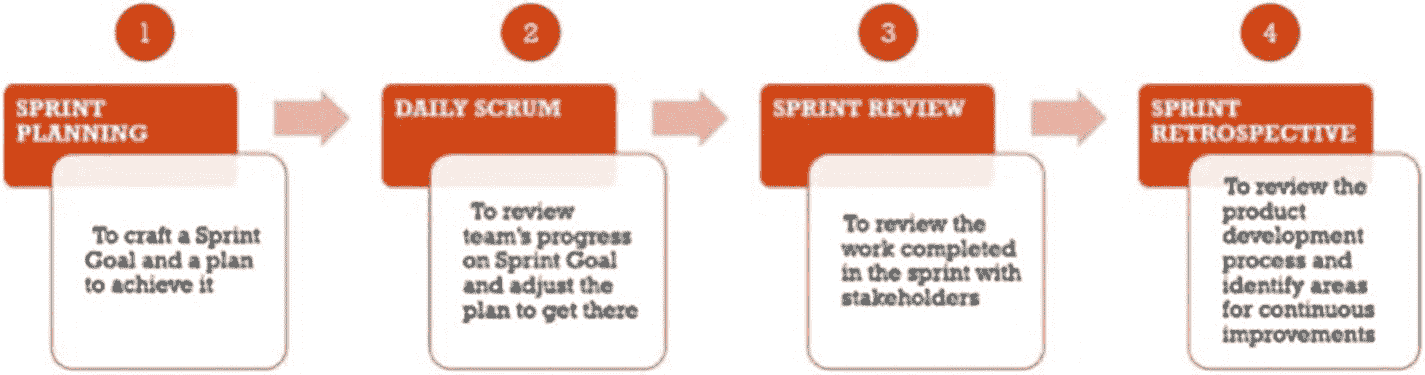 1
SPRINT
PLANNING
To craft a Sprint
Goal and a plan
to achieve it
2
DAILY SCRUM
To review
team's progress
on Sprint Goal
and adjust the
plan to get there
3
SPRINT REVIEW
To review the
work completed
in the sprint with
stakeholders
4
SPRINT
RETROSPECTIVE
To review the
product
development
process and
identify areas
for continuous
improvements